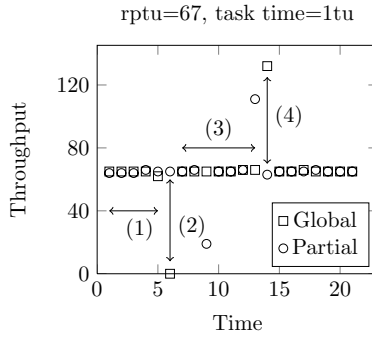 rptu=67, task time=1tu
Throughput
120
80
40
0
(3)
(4)
(1)
(2)
Global
Partial
0 5 10 15 20
Time